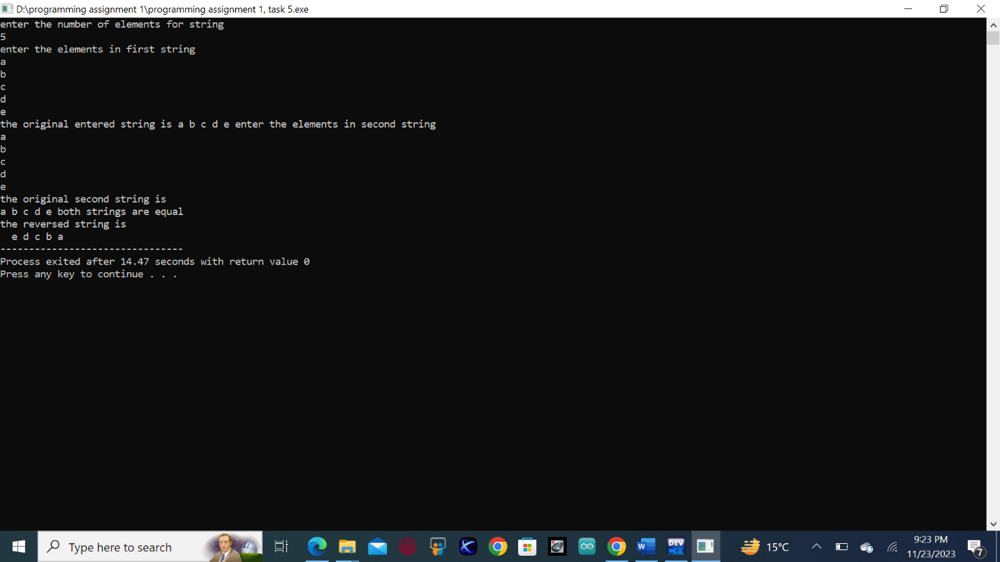 D:\programming assignment 1\programming assignment 1, task 5.exe
enter the number of elements for string
5
enter the elements in first string
a
b
c
d
e
the original entered string is a b c d e enter the elements in second string
a
b
c
d
e
the original second string is
a b c d e both strings are equal
the reversed string is
  e d c b a
--------------------------------
Process exited after 14.47 seconds with return value 0
Press any key to continue . . .
Type here to search
W
DEV
C++
15°C
9:23 PM
11/23/2023
7